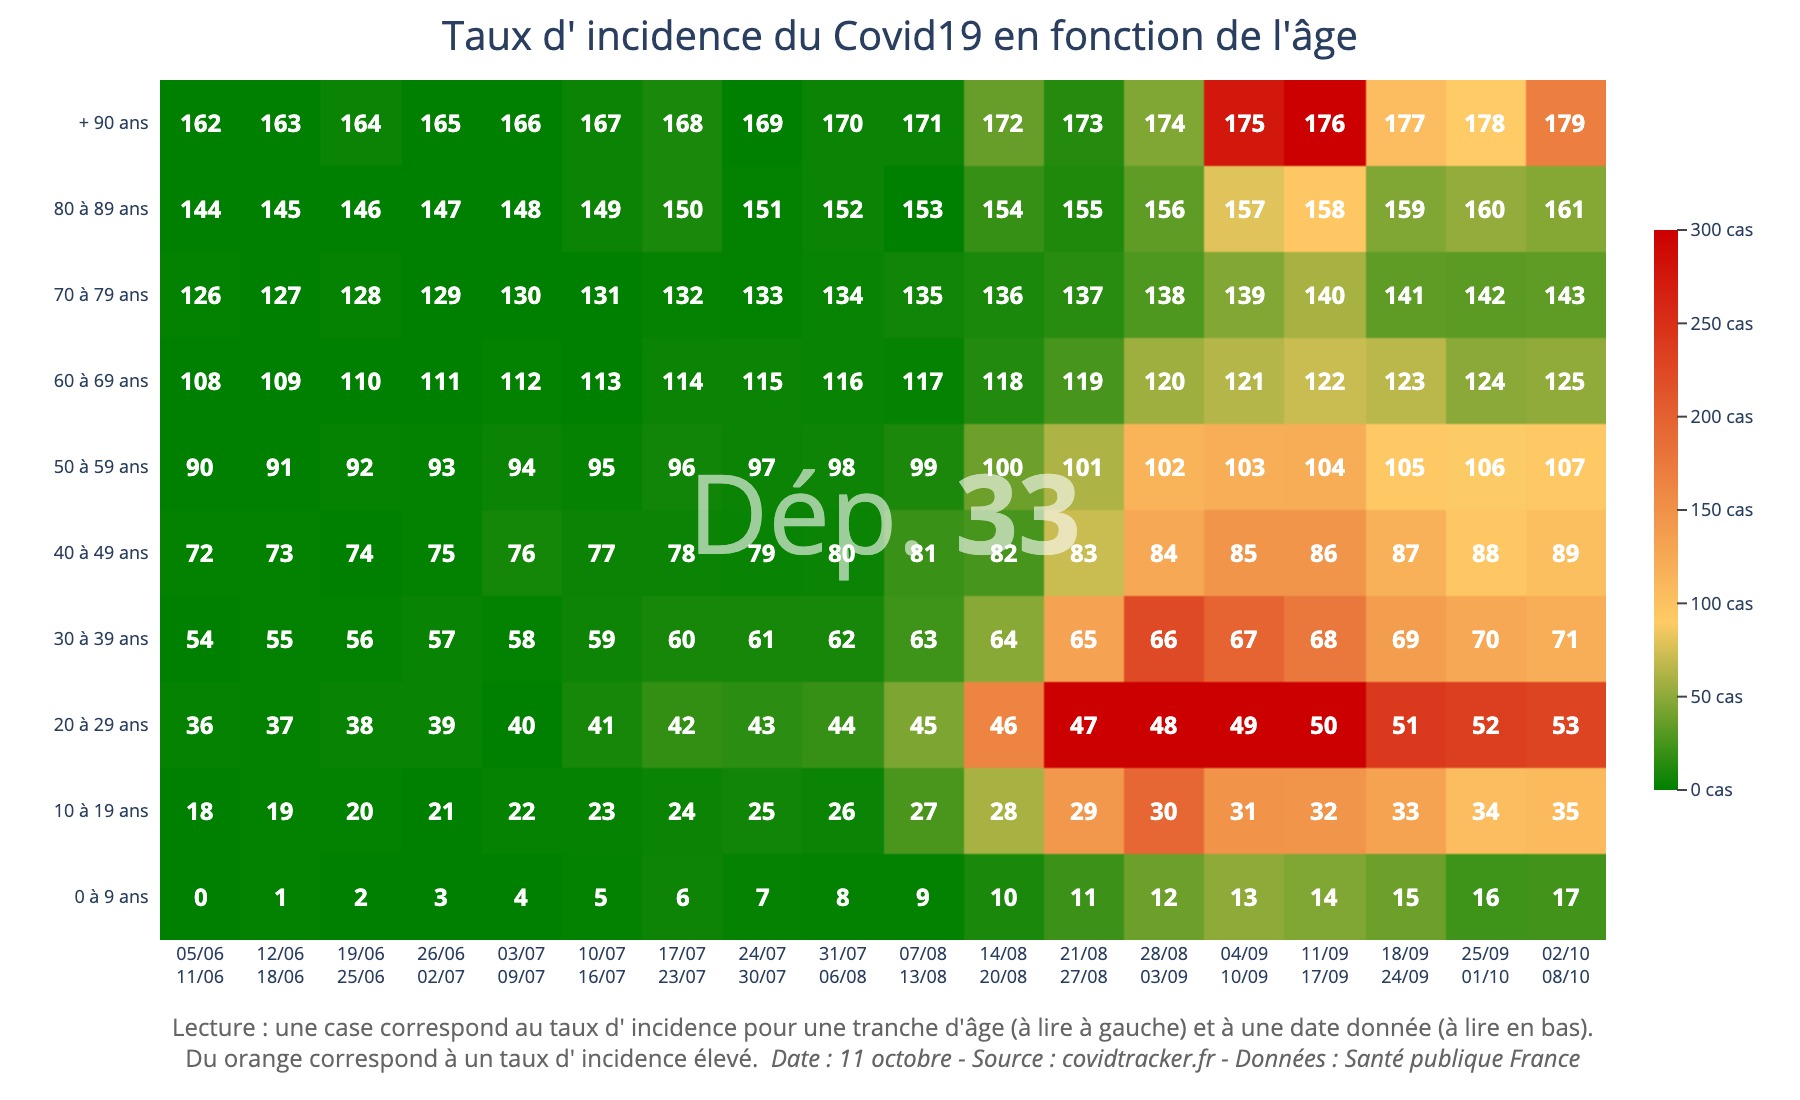 Taux d' incidence du Covid19 en fonction de l'âge
+ 90 ans 162 163 164 165 166 167 168 169 170 171 172 173 174 175 176 177 178 179
80 à 89 ans 144 145 146 147 148 149 150 151 152 153 154 155 156 157 158 159 160 161
70 à 79 ans 126 127 128 129 130 131 132 133 134 135 136 137 138 139 140 141 142 143
60 à 69 ans 108 109 110 111 112 113 114 115 116 117 118 119 120 121 122 123 124 125
50 à 59 ans 90 91 92 93 94 95 96 97 98 99 100 101 102 103 104 105 106 107
Dép. 33
40 à 49 ans 72 73 74 75 76 77 78 79 80 81 82 83 84 85 86 87 88 89
30 à 39 ans 54 55 56 57 58 59 60 61 62 63 64 65 66 67 68 69 70 71
20 à 29 ans 36 37 38 39 40 41 42 43 44 45 46 47 48 49 50 51 52 53
10 à 19 ans 18 19 20 21 22 23 24 25 26 27 28 29 30 31 32 33 34 35
0 à 9 ans 0 1 2 3 4 5 6 7 8 9 10 11 12 13 14 15 16 17
05/06 12/06 19/06 26/06 03/07 10/07 17/07 24/07 31/07 07/08 14/08 21/08 28/08 04/09 11/09 18/09 25/09 02/10
11/06 18/06 25/06 02/07 09/07 16/07 23/07 30/07 06/08 13/08 20/08 27/08 03/09 10/09 17/09 24/09 01/10 08/10
300 cas
250 cas
200 cas
150 cas
100 cas
50 cas
0 cas
Lecture : une case correspond au taux d' incidence pour une tranche d'âge (à lire à gauche) et à une date donnée (à lire en bas).
Du orange correspond à un taux d' incidence élevé. Date : 11 octobre - Source : covidtracker.fr - Données : Santé publique France